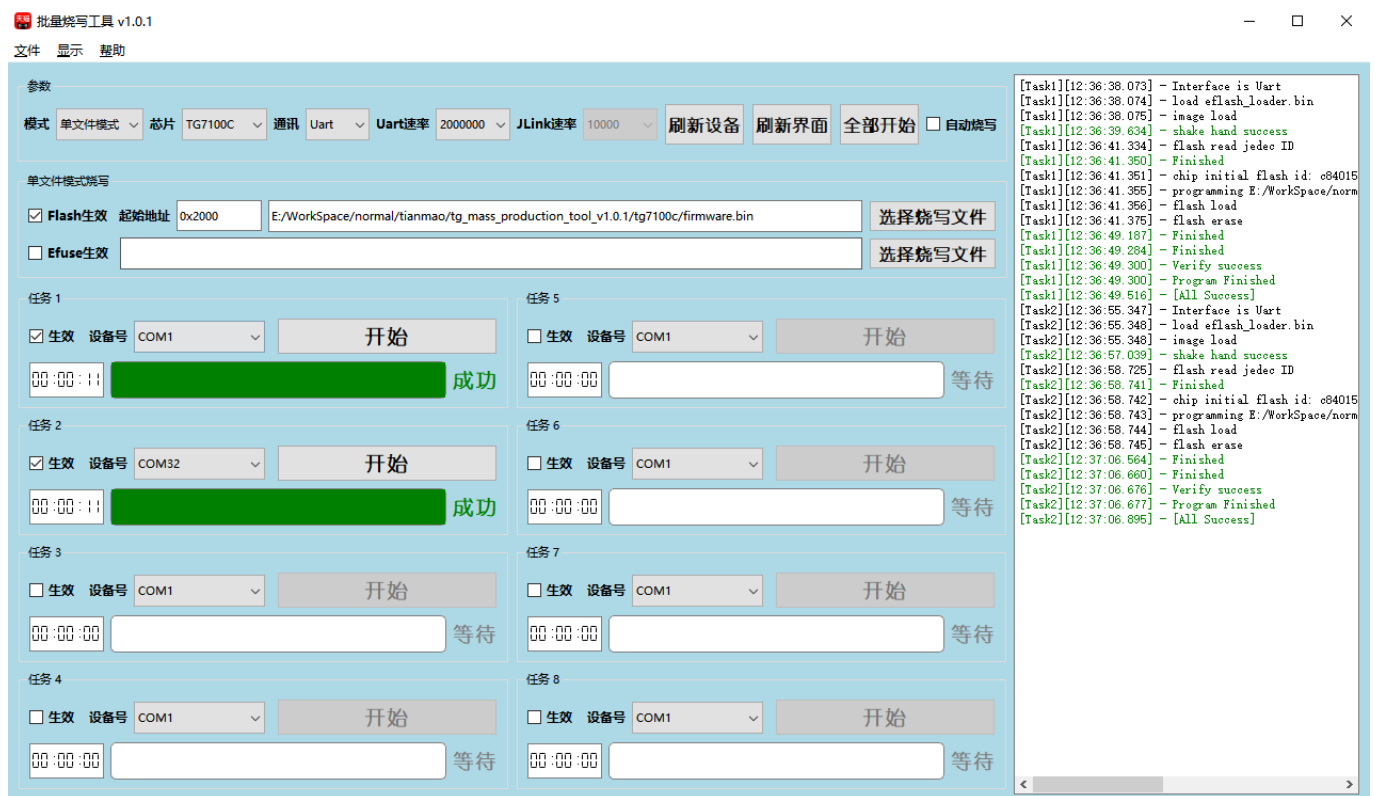 批量烧写工具 v1.0.1
文件 显示 帮助
参数
模式 单文件模式 芯片 TG7100C 通讯 Uart Uart速率 2000000 JLink速率 10000 刷新设备 刷新界面 全部开始 自动烧写
单文件模式烧写
Flash生效 起始地址 0x2000 E:/WorkSpace/normal/tianmao/tg_mass_production_tool_v1.0.1/tg7100c/firmware.bin 选择烧写文件
Efuse生效 选择烧写文件
任务 1
生效 设备号 COM1 开始
00:00:11 成功
任务 2
生效 设备号 COM32 开始
00:00:11 成功
任务 3
生效 设备号 COM1 开始
00:00:00 等待
任务 4
生效 设备号 COM1 开始
00:00:00 等待
任务 5
生效 设备号 COM1 开始
00:00:00 等待
任务 6
生效 设备号 COM1 开始
00:00:00 等待
任务 7
生效 设备号 COM1 开始
00:00:00 等待
任务 8
生效 设备号 COM1 开始
00:00:00 等待
[Task1][12:36:38.073] - Interface is Uart
[Task1][12:36:38.074] - load eflash_loader.bin
[Task1][12:36:38.075] - image load
[Task1][12:36:39.634] - shake hand success
[Task1][12:36:41.334] - flash read jedec ID
[Task1][12:36:41.350] - Finished
[Task1][12:36:41.351] - chip initial flash id: c84015
[Task1][12:36:41.355] - programming E:/WorkSpace/norm
[Task1][12:36:41.356] - flash load
[Task1][12:36:41.375] - flash erase
[Task1][12:36:49.187] - Finished
[Task1][12:36:49.284] - Finished
[Task1][12:36:49.300] - Verify success
[Task1][12:36:49.300] - Program Finished
[Task1][12:36:49.516] - [All Success]
[Task2][12:36:55.347] - Interface is Uart
[Task2][12:36:55.348] - load eflash_loader.bin
[Task2][12:36:55.348] - image load
[Task2][12:36:57.039] - shake hand success
[Task2][12:36:58.725] - flash read jedec ID
[Task2][12:36:58.741] - Finished
[Task2][12:36:58.742] - chip initial flash id: c84015
[Task2][12:36:58.743] - programming E:/WorkSpace/norm
[Task2][12:36:58.744] - flash load
[Task2][12:36:58.745] - flash erase
[Task2][12:37:06.564] - Finished
[Task2][12:37:06.660] - Finished
[Task2][12:37:06.676] - Verify success
[Task2][12:37:06.677] - Program Finished
[Task2][12:37:06.895] - [All Success]